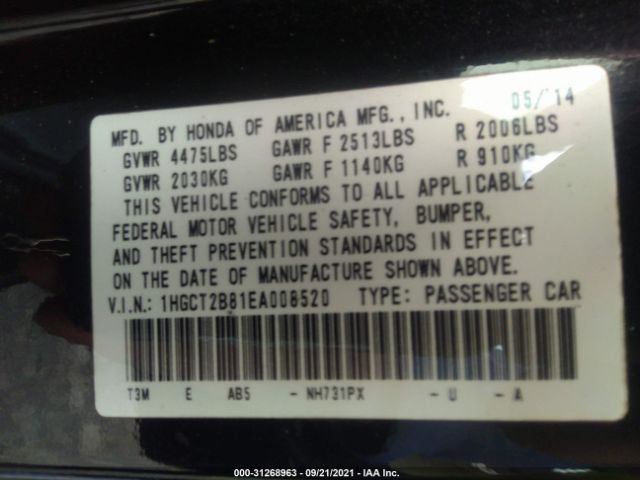 05/'14
MFD. BY HONDA OF AMERICA MFG., INC.
GVWR 4475LBS GAWR F 2513LBS R 2006LBS
GVWR 2030KG GAWR F 1140KG R 910KG
THIS VEHICLE CONFORMS TO ALL APPLICABLE
FEDERAL MOTOR VEHICLE SAFETY, BUMPER,
AND THEFT PREVENTION STANDARDS IN EFFECT
ON THE DATE OF MANUFACTURE SHOWN ABOVE.
V.I.N.: 1HGCT2B81EA008520 TYPE: PASSENGER CAR
T3M E AB5 - NH731PX - U - A
000-31268963 - 09/21/2021 - IAA Inc.